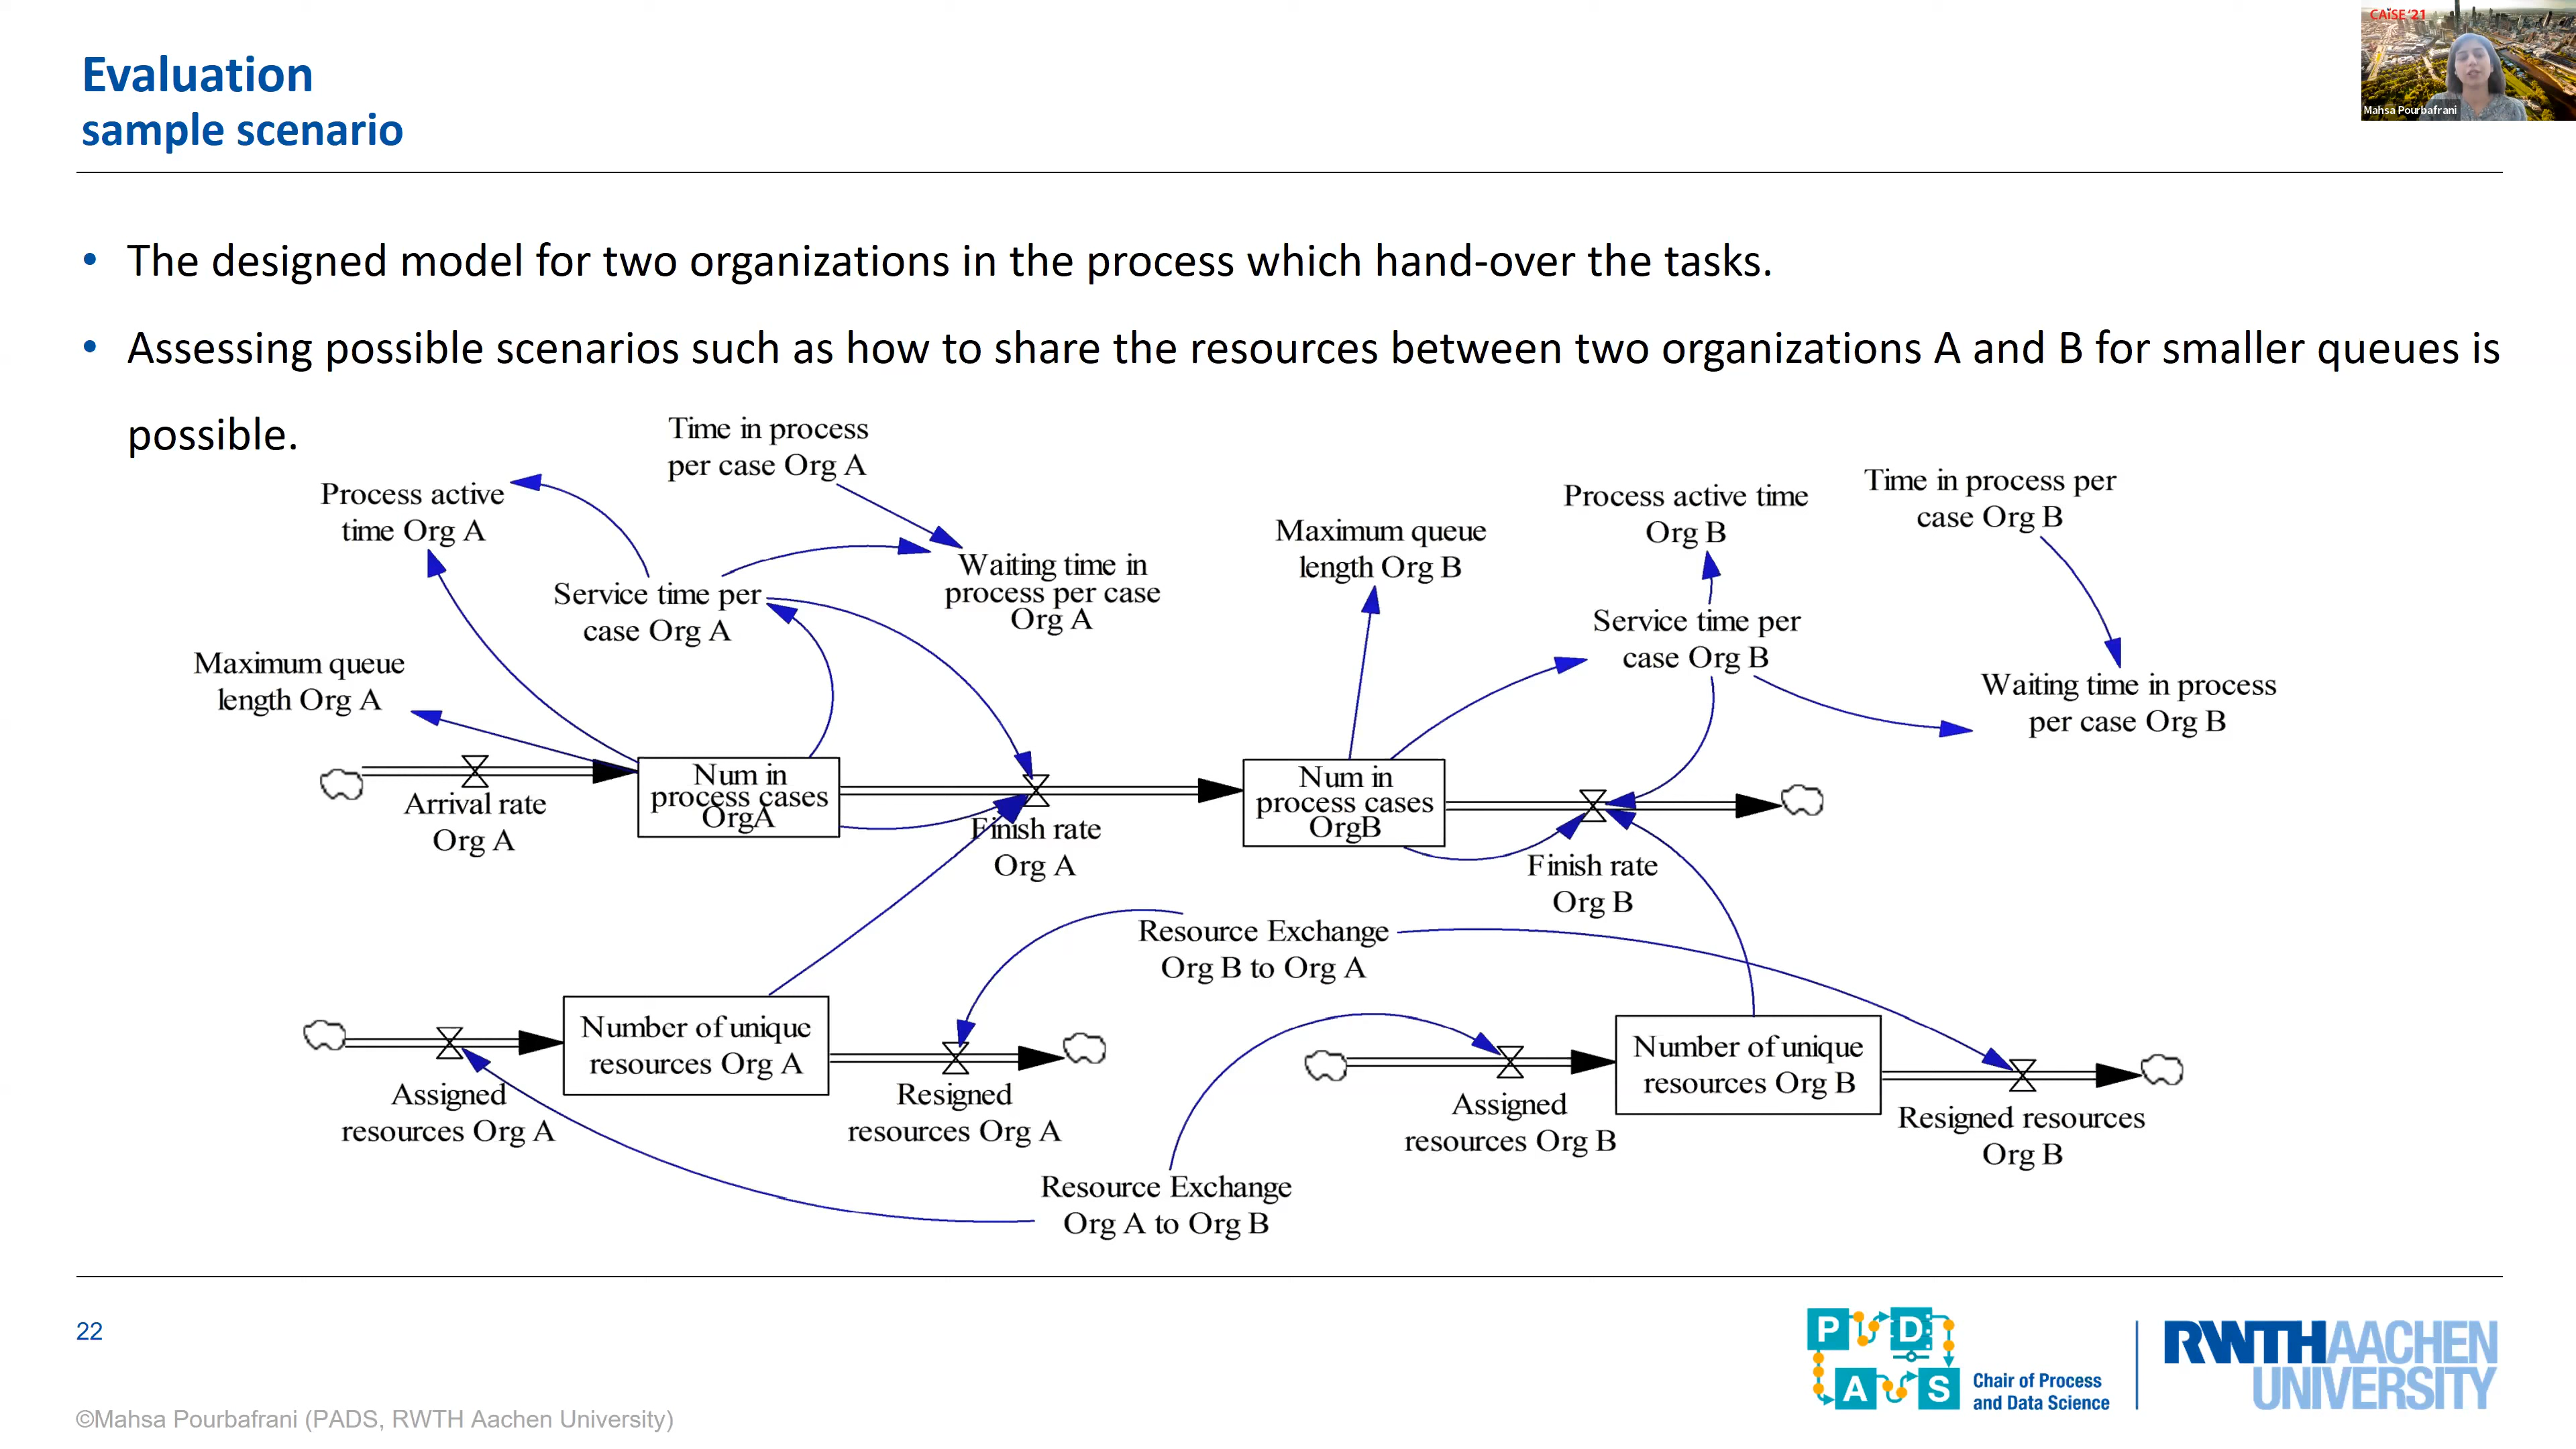 CAiSE'21
Mahsa Pourbafrani
Evaluation
sample scenario
• The designed model for two organizations in the process which hand-over the tasks.
• Assessing possible scenarios such as how to share the resources between two organizations A and B for smaller queues is
possible.
Time in process
per case Org A
Process active
time Org A
Service time per
case Org A
Waiting time in
process per case
Org A
Maximum queue
length Org A
Maximum queue
length Org B
Process active time
Org B
Time in process per
case Org B
Service time per
case Org B
Waiting time in process
per case Org B
Arrival rate
Org A
Num in
process cases
OrgA
Finish rate
Org A
Num in
process cases
OrgB
Finish rate
Org B
Resource Exchange
Org B to Org A
Assigned
resources Org A
Number of unique
resources Org A
Resigned
resources Org A
Assigned
resources Org B
Number of unique
resources Org B
Resigned resources
Org B
Resource Exchange
Org A to Org B
22
P D
A S
Chair of Process
and Data Science
RWTH AACHEN
UNIVERSITY
©Mahsa Pourbafrani (PADS, RWTH Aachen University)